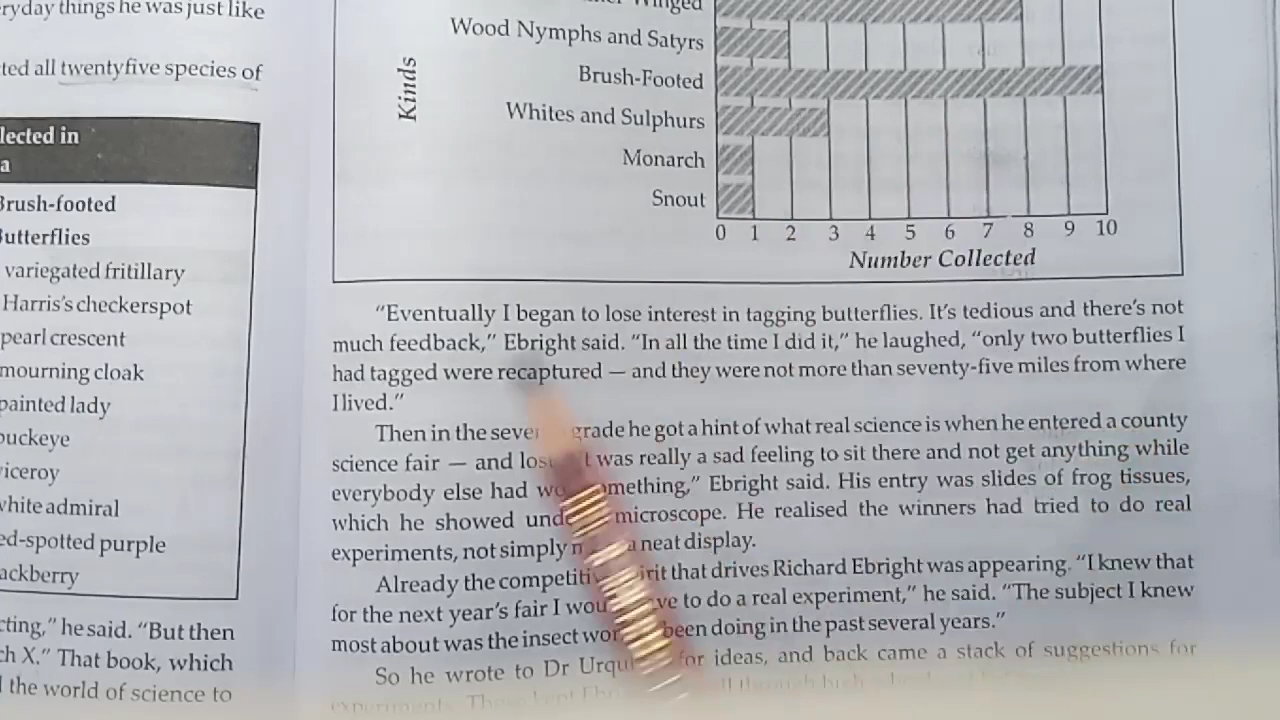 eryday things he was just like
ted all twentyfive species of
lected in
a
Brush-footed
Butterflies
variegated fritillary
Harris's checkerspot
pearl crescent
mourning cloak
painted lady
buckeye
viceroy
white admiral
ed-spotted purple
ackberry
cting," he said. "But then
ch X." That book, which
the world of science to
Winged
Wood Nymphs and Satyrs
Brush-Footed
Whites and Sulphurs
Monarch
Snout
Kinds
0 1 2 3 4 5 6 7 8 9 10
Number Collected
"Eventually I began to lose interest in tagging butterflies. It's tedious and there's not
much feedback," Ebright said. "In all the time I did it," he laughed, "only two butterflies I
had tagged were recaptured — and they were not more than seventy-five miles from where
I lived."
Then in the grade he got a hint of what real science is when he entered a county
science fair — and was really a sad feeling to sit there and not get anything while
everybody else had Ebright said. His entry was slides of frog tissues,
which he showed microscope. He realised the winners had tried to do real
experiments, not simply a neat display.
Already the that drives Richard Ebright was appearing. "I knew that
for the next year's fair I to do a real experiment," he said. "The subject I knew
most about was the insect been doing in the past several years."
So he wrote to Dr for ideas, and back came a stack of suggestions for
experiments.